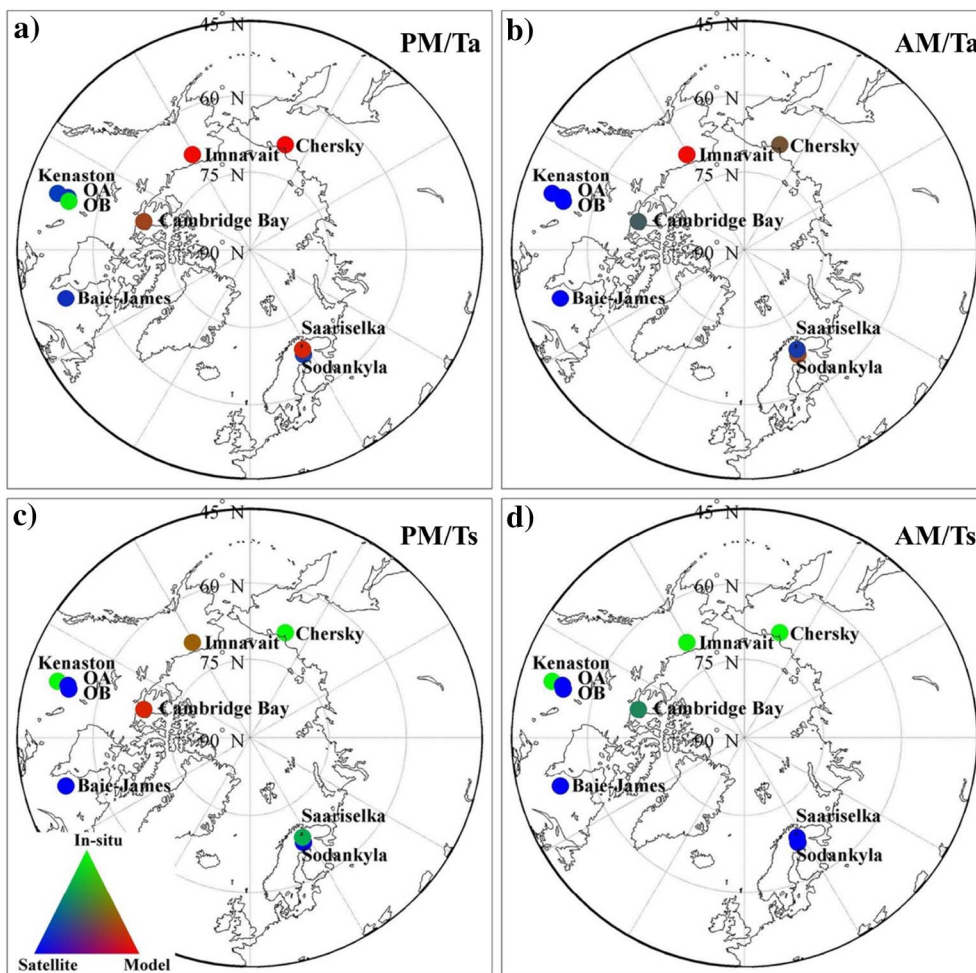 a)
PM/Ta
45° N
60° N
75° N
90° N
Imnavait
Chersky
Kenaston
OA
OB
Cambridge Bay
Baie-James
Saariselka
Sodankyla
b)
AM/Ta
45° N
60° N
75° N
90° N
Imnavait
Chersky
Kenaston
OA
OB
Cambridge Bay
Baie-James
Saariselka
Sodankyla
c)
PM/Ts
45° N
60° N
75° N
90° N
Imnavait
Chersky
Kenaston
OA
OB
Cambridge Bay
Baie-James
Saariselka
Sodankyla
In-situ
Satellite Model
d)
AM/Ts
45° N
60° N
75° N
90° N
Imnavait
Chersky
Kenaston
OA
OB
Cambridge Bay
Baie-James
Saariselka
Sodankyla